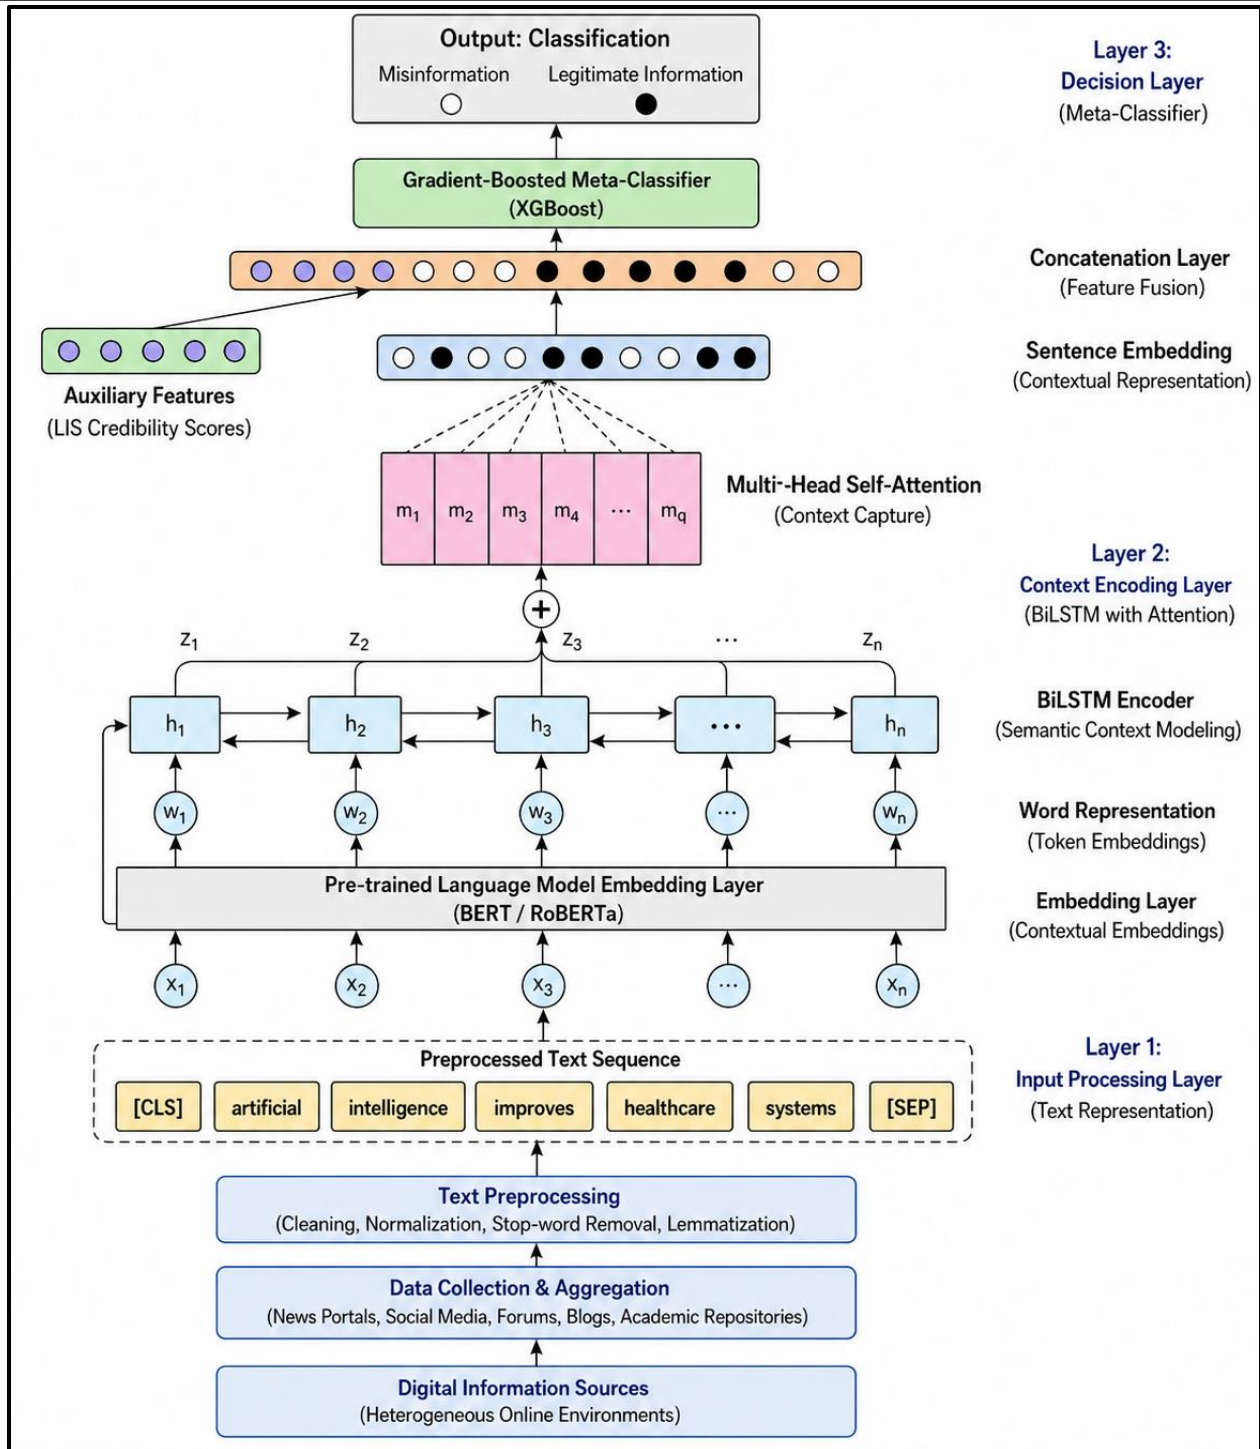 Output: Classification
Misinformation
Legitimate Information
Layer 3:
Decision Layer
(Meta-Classifier)
Gradient-Boosted Meta-Classifier
(XGBoost)
Concatenation Layer
(Feature Fusion)
Auxiliary Features
(LIS Credibility Scores)
Sentence Embedding
(Contextual Representation)
m1 m2 m3 m4 ... mq
Multi--Head Self-Attention
(Context Capture)
Layer 2:
Context Encoding Layer
(BiLSTM with Attention)
+
z1 z2 z3 ... zn
h1 h2 h3 ... hn
BiLSTM Encoder
(Semantic Context Modeling)
w1 w2 w3 ... wn
Word Representation
(Token Embeddings)
Pre-trained Language Model Embedding Layer
(BERT / RoBERTa)
Embedding Layer
(Contextual Embeddings)
x1 x2 x3 ... xn
Preprocessed Text Sequence
[CLS] artificial intelligence improves healthcare systems [SEP]
Layer 1:
Input Processing Layer
(Text Representation)
Text Preprocessing
(Cleaning, Normalization, Stop-word Removal, Lemmatization)
Data Collection & Aggregation
(News Portals, Social Media, Forums, Blogs, Academic Repositories)
Digital Information Sources
(Heterogeneous Online Environments)